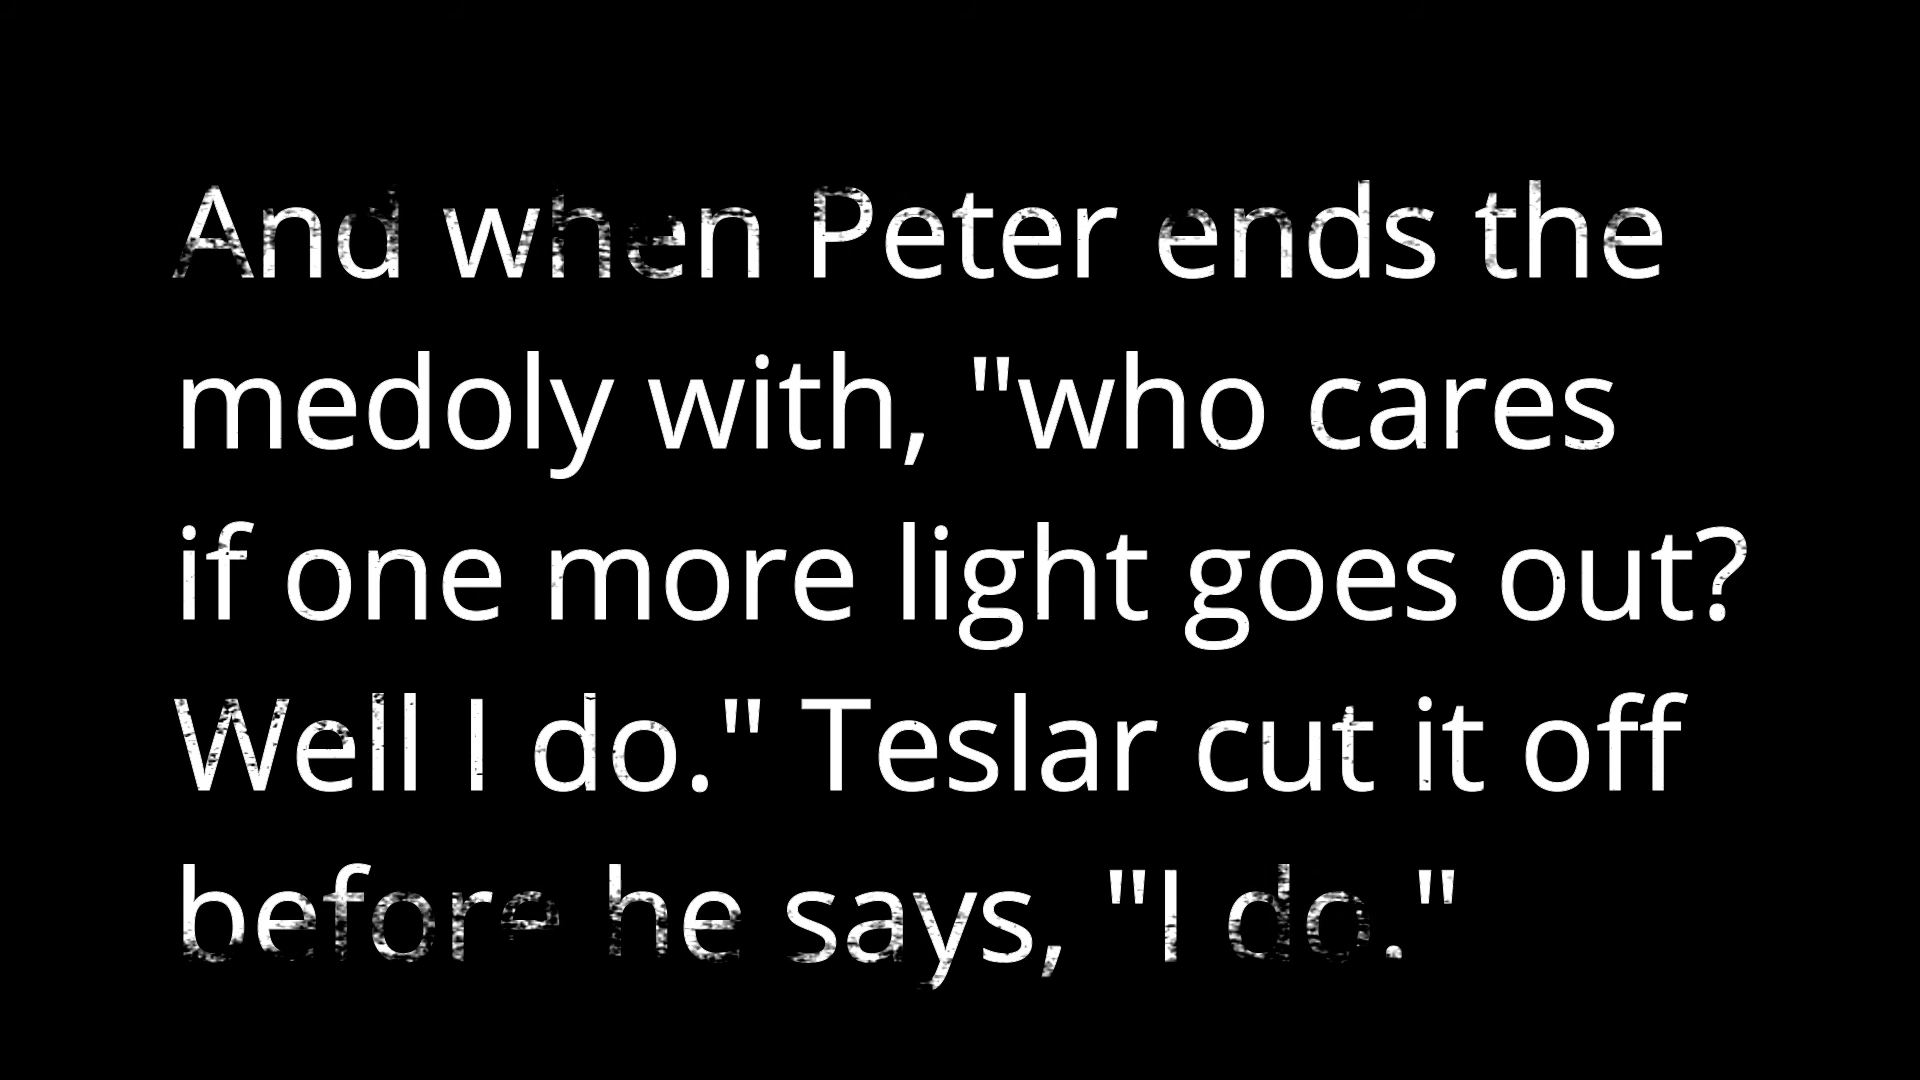 And when Peter ends the
medoly with, "who cares
if one more light goes out?
Well I do." Teslar cut it off
before he says, "I do."